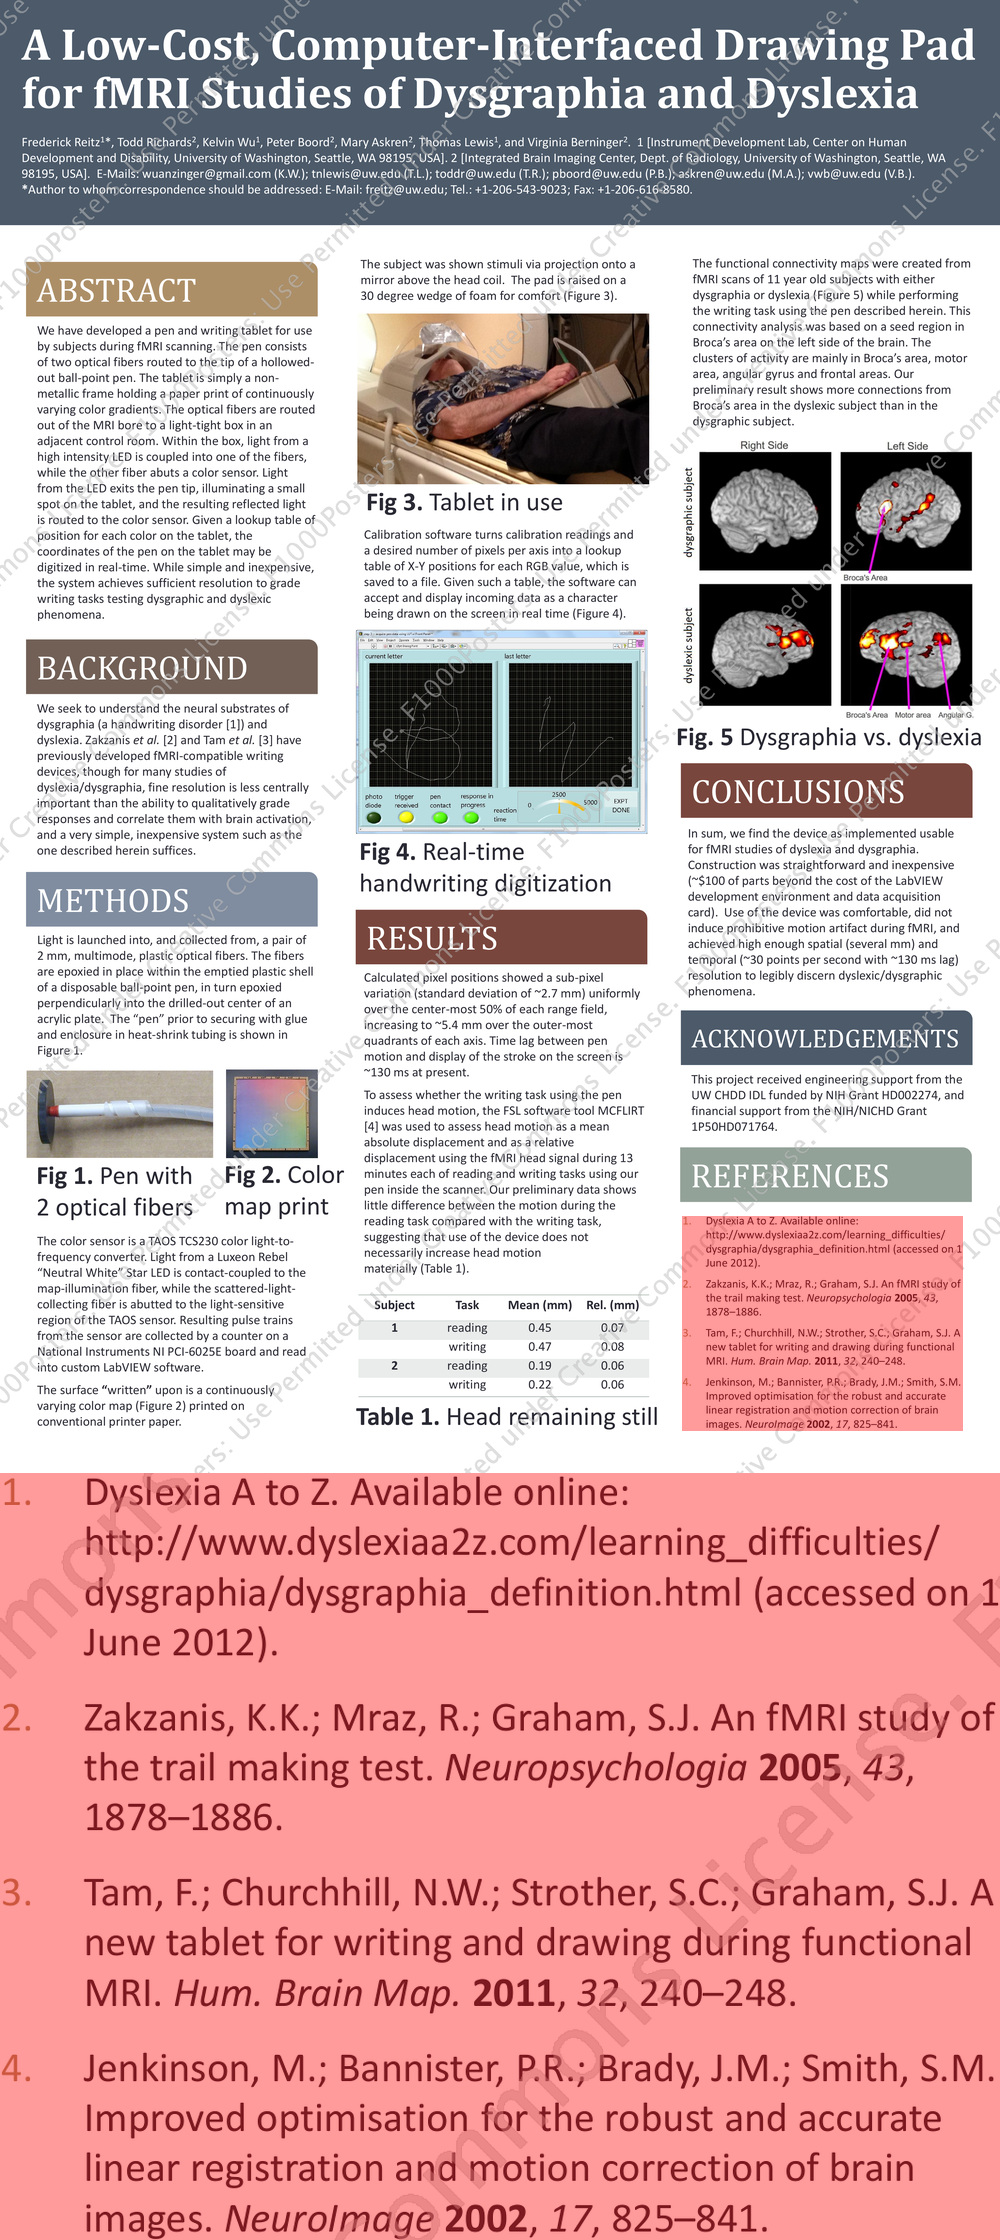 A Low-Cost, Computer-Interfaced Drawing Pad
for fMRI Studies of Dysgraphia and Dyslexia
Frederick Reitz¹*, Todd Richards², Kelvin Wu¹, Peter Boord², Mary Askren², Thomas Lewis¹, and Virginia Berninger². 1 [Instrument Development Lab, Center on Human
Development and Disability, University of Washington, Seattle, WA 98195, USA]. 2 [Integrated Brain Imaging Center, Dept. of Radiology, University of Washington, Seattle, WA
98195, USA]. E-Mails: wuanzinger@gmail.com (K.W.); tnlewis@uw.edu (T.L.); toddr@uw.edu (T.R.); pboord@uw.edu (P.B.); askren@uw.edu (M.A.); vwb@uw.edu (V.B.).
*Author to whom correspondence should be addressed: E-Mail: freitz@uw.edu; Tel.: +1-206-543-9023; Fax: +1-206-616-8580.
ABSTRACT
We have developed a pen and writing tablet for use
by subjects during fMRI scanning. The pen consists
of two optical fibers routed to the tip of a hollowed-
out ball-point pen. The tablet is simply a non-
metallic frame holding a paper print of continuously
varying color gradients. The optical fibers are routed
out of the MRI bore to a light-tight box in an
adjacent control room. Within the box, light from a
high intensity LED is coupled into one of the fibers,
while the other fiber abuts a color sensor. Light
from the LED exits the pen tip, illuminating a small
spot on the tablet, and the resulting reflected light
is routed to the color sensor. Given a lookup table of
position for each color on the tablet, the
coordinates of the pen on the tablet may be
digitized in real-time. While simple and inexpensive,
the system achieves sufficient resolution to grade
writing tasks testing dysgraphic and dyslexic
phenomena.
BACKGROUND
We seek to understand the neural substrates of
dysgraphia (a handwriting disorder [1]) and
dyslexia. Zakzanis et al. [2] and Tam et al. [3] have
previously developed fMRI-compatible writing
devices, though for many studies of
dyslexia/dysgraphia, fine resolution is less centrally
important than the ability to qualitatively grade
responses and correlate them with brain activation,
and a very simple, inexpensive system such as the
one described herein suffices.
METHODS
Light is launched into, and collected from, a pair of
2 mm, multimode, plastic optical fibers. The fibers
are epoxied in place within the emptied plastic shell
of a disposable ball-point pen, in turn epoxied
perpendicularly into the drilled-out center of an
acrylic plate. The “pen” prior to securing with glue
and enclosure in heat-shrink tubing is shown in
Figure 1.
Fig 1. Pen with
2 optical fibers
Fig 2. Color
map print
The color sensor is a TAOS TCS230 color light-to-
frequency converter. Light from a Luxeon Rebel
“Neutral White” Star LED is contact-coupled to the
map-illumination fiber, while the scattered-light-
collecting fiber is abutted to the light-sensitive
region of the TAOS sensor. Resulting pulse trains
from the sensor are collected by a counter on a
National Instruments NI PCI-6025E board and read
into custom LabVIEW software.
The surface “written” upon is a continuously
varying color map (Figure 2) printed on
conventional printer paper.
The subject was shown stimuli via projection onto a
mirror above the head coil. The pad is raised on a
30 degree wedge of foam for comfort (Figure 3).
Fig 3. Tablet in use
Calibration software turns calibration readings and
a desired number of pixels per axis into a lookup
table of X-Y positions for each RGB value, which is
saved to a file. Given such a table, the software can
accept and display incoming data as a character
being drawn on the screen in real time (Figure 4).
current letter
last letter
photo diode
trigger received
pen contact
response in progress
reaction time
0 2500 5000
EXPT DONE
Fig 4. Real-time
handwriting digitization
RESULTS
Calculated pixel positions showed a sub-pixel
variation (standard deviation of ~2.7 mm) uniformly
over the center-most 50% of each range field,
increasing to ~5.4 mm over the outer-most
quadrants of each axis. Time lag between pen
motion and display of the stroke on the screen is
~130 ms at present.
To assess whether the writing task using the pen
induces head motion, the FSL software tool MCFLIRT
[4] was used to assess head motion as a mean
absolute displacement and as a relative
displacement using the fMRI head signal during 13
minutes each of reading and writing tasks using our
pen inside the scanner. Our preliminary data shows
little difference between the motion during the
reading task compared with the writing task,
suggesting that use of the device does not
necessarily increase head motion
materially (Table 1).
Subject Task Mean (mm) Rel. (mm)
1 reading 0.45 0.07
writing 0.47 0.08
2 reading 0.19 0.06
writing 0.22 0.06
Table 1. Head remaining still
The functional connectivity maps were created from
fMRI scans of 11 year old subjects with either
dysgraphia or dyslexia (Figure 5) while performing
the writing task using the pen described herein. This
connectivity analysis was based on a seed region in
Broca’s area on the left side of the brain. The
clusters of activity are mainly in Broca’s area, motor
area, angular gyrus and frontal areas. Our
preliminary result shows more connections from
Broca’s area in the dyslexic subject than in the
dysgraphic subject.
Right Side Left Side
dysgraphic subject
Broca's Area
dyslexic subject
Broca's Area Motor area Angular G.
Fig. 5 Dysgraphia vs. dyslexia
CONCLUSIONS
In sum, we find the device as implemented usable
for fMRI studies of dyslexia and dysgraphia.
Construction was straightforward and inexpensive
(~$100 of parts beyond the cost of the LabVIEW
development environment and data acquisition
card). Use of the device was comfortable, did not
induce prohibitive motion artifact during fMRI, and
achieved high enough spatial (several mm) and
temporal (~30 points per second with ~130 ms lag)
resolution to legibly discern dyslexic/dysgraphic
phenomena.
ACKNOWLEDGEMENTS
This project received engineering support from the
UW CHDD IDL funded by NIH Grant HD002274, and
financial support from the NIH/NICHD Grant
1P50HD071764.
REFERENCES
1. Dyslexia A to Z. Available online:
http://www.dyslexiaa2z.com/learning_difficulties/
dysgraphia/dysgraphia_definition.html (accessed on 1
June 2012).
2. Zakzanis, K.K.; Mraz, R.; Graham, S.J. An fMRI study of
the trail making test. Neuropsychologia 2005, 43,
1878–1886.
3. Tam, F.; Churchhill, N.W.; Strother, S.C.; Graham, S.J. A
new tablet for writing and drawing during functional
MRI. Hum. Brain Map. 2011, 32, 240–248.
4. Jenkinson, M.; Bannister, P.R.; Brady, J.M.; Smith, S.M.
Improved optimisation for the robust and accurate
linear registration and motion correction of brain
images. NeuroImage 2002, 17, 825–841.
1. Dyslexia A to Z. Available online:
http://www.dyslexiaa2z.com/learning_difficulties/
dysgraphia/dysgraphia_definition.html (accessed on 1
June 2012).
2. Zakzanis, K.K.; Mraz, R.; Graham, S.J. An fMRI study of
the trail making test. Neuropsychologia 2005, 43,
1878–1886.
3. Tam, F.; Churchhill, N.W.; Strother, S.C.; Graham, S.J. A
new tablet for writing and drawing during functional
MRI. Hum. Brain Map. 2011, 32, 240–248.
4. Jenkinson, M.; Bannister, P.R.; Brady, J.M.; Smith, S.M.
Improved optimisation for the robust and accurate
linear registration and motion correction of brain
images. NeuroImage 2002, 17, 825–841.
F1000Posters: Use Permitted under Creative Commons License.